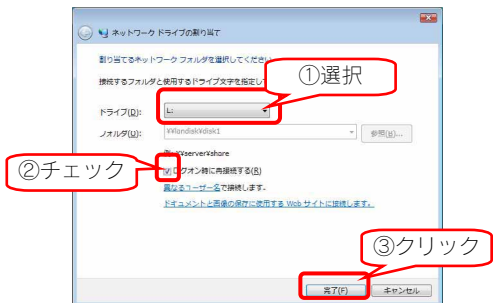 ネットワーク ドライブの割り当て
割り当てるネットワーク フォルダを選択してください
接続するフォルダと使用するドライブ文字を指定して
①選択
ドライブ(D):
L:
フォルダ(O):
¥¥landisk¥disk1
参照(B)...
②チェック
例: ¥¥server¥share
ログオン時に再接続する(R)
異なるユーザー名で接続します。
ドキュメントと画像の保存に使用する Web サイトに接続します。
③クリック
完了(F)
キャンセル